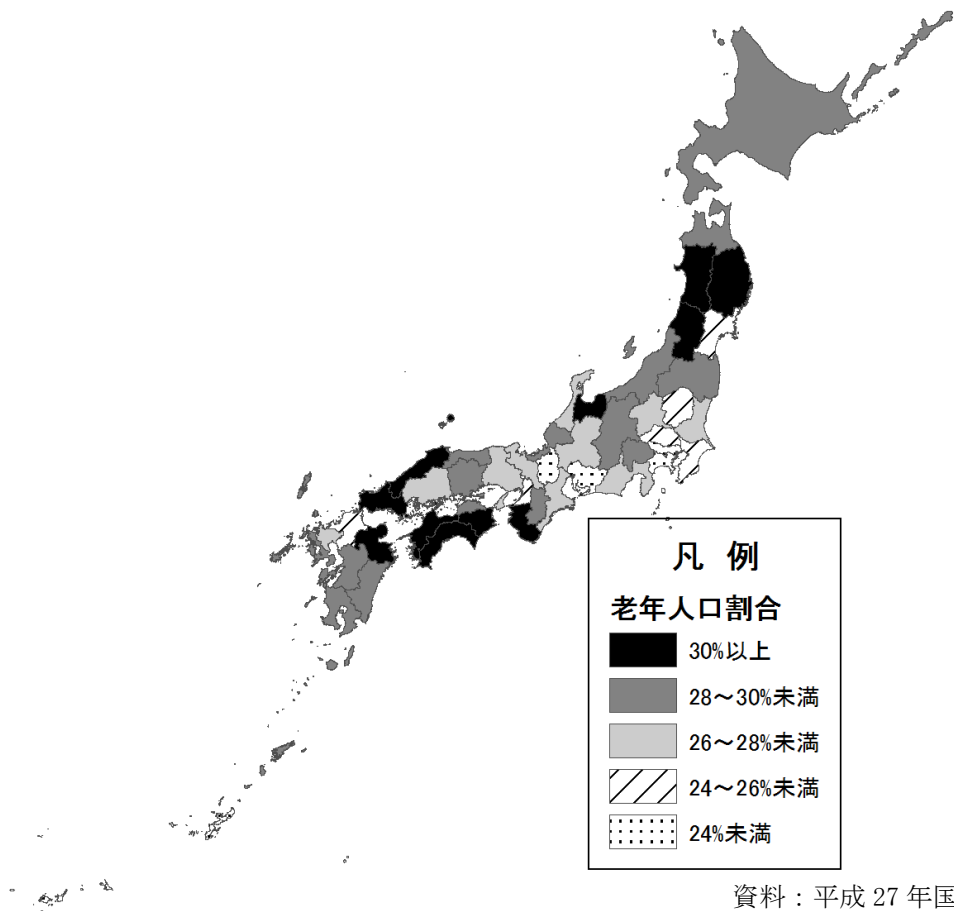 凡 例
老年人口割合
30%以上
28～30%未満
26～28%未満
24～26%未満
24%未満
資料：平成 27 年国